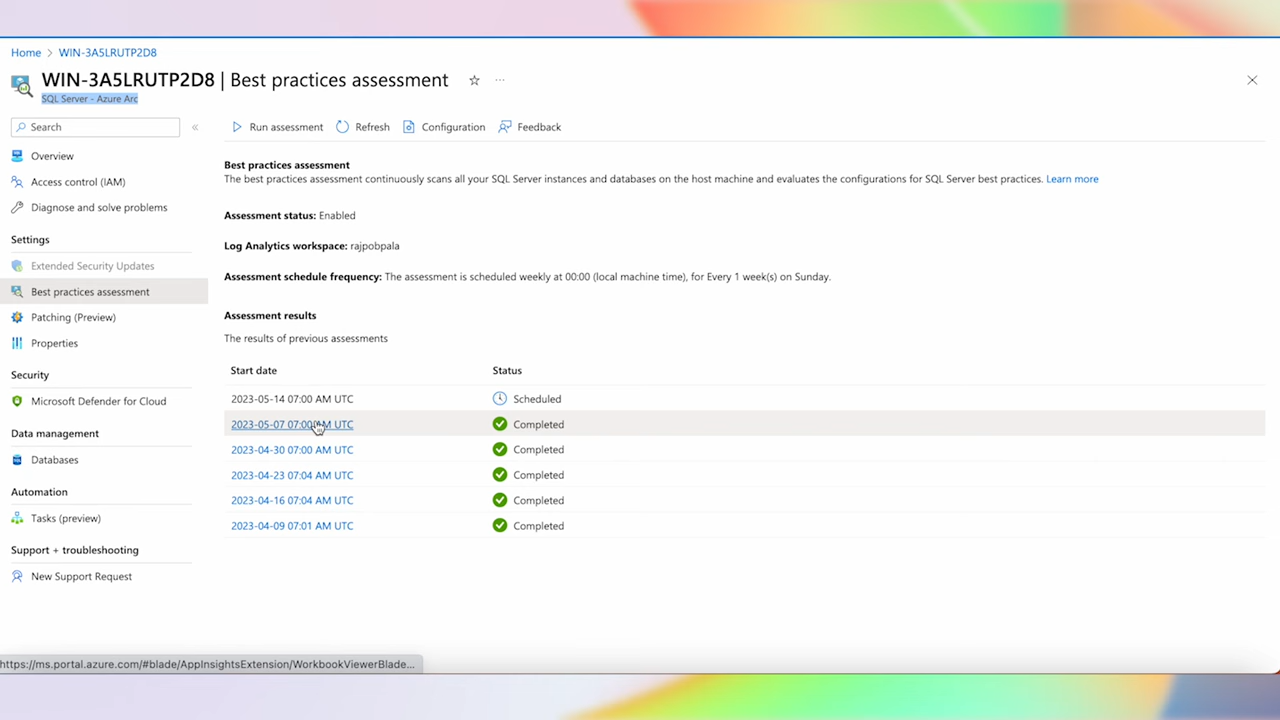 Home > WIN-3A5LRUTP2D8
WIN-3A5LRUTP2D8 | Best practices assessment ☆ ...
SQL Server - Azure Arc
Search «
Run assessment Refresh Configuration Feedback
Overview
Access control (IAM)
Diagnose and solve problems
Settings
Extended Security Updates
Best practices assessment
Patching (Preview)
Properties
Security
Microsoft Defender for Cloud
Data management
Databases
Automation
Tasks (preview)
Support + troubleshooting
New Support Request
Best practices assessment
The best practices assessment continuously scans all your SQL Server instances and databases on the host machine and evaluates the configurations for SQL Server best practices. Learn more
Assessment status: Enabled
Log Analytics workspace: rajpobpala
Assessment schedule frequency: The assessment is scheduled weekly at 00:00 (local machine time), for Every 1 week(s) on Sunday.
Assessment results
The results of previous assessments
Start date Status
2023-05-14 07:00 AM UTC Scheduled
2023-05-07 07:00 AM UTC Completed
2023-04-30 07:00 AM UTC Completed
2023-04-23 07:04 AM UTC Completed
2023-04-16 07:04 AM UTC Completed
2023-04-09 07:01 AM UTC Completed
https://ms.portal.azure.com/#blade/AppInsightsExtension/WorkbookViewerBlade...